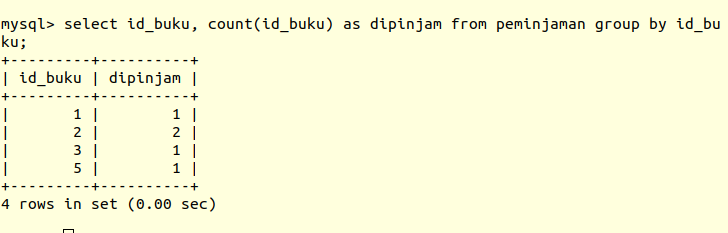 mysql> select id_buku, count(id_buku) as dipinjam from peminjaman group by id_bu
ku;
+---------+----------+
| id_buku | dipinjam |
+---------+----------+
|       1 |        1 |
|       2 |        2 |
|       3 |        1 |
|       5 |        1 |
+---------+----------+
4 rows in set (0.00 sec)